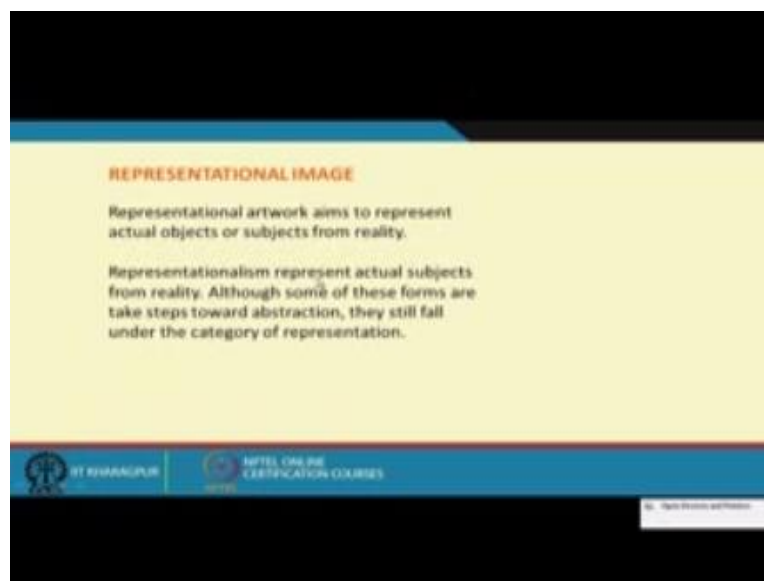 REPRESENTATIONAL IMAGE
Representational artwork aims to represent
actual objects or subjects from reality.
Representationalism represent actual subjects
from reality. Although some of these forms are
take steps toward abstraction, they still fall
under the category of representation.
IIT KHARAGPUR
NPTEL ONLINE
CERTIFICATION COURSES
NPTEL